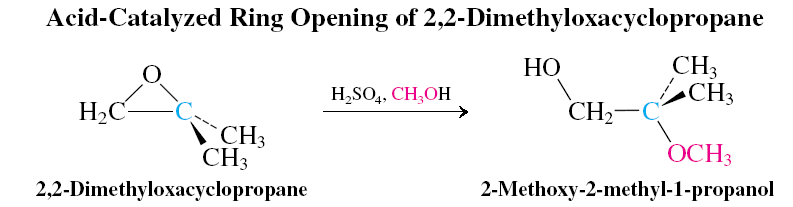 Acid-Catalyzed Ring Opening of 2,2-Dimethyloxacyclopropane
O
H₂C—C
CH₃
CH₃
H₂SO₄, CH₃OH
HO
CH₂—C
CH₃
CH₃
OCH₃
2,2-Dimethyloxacyclopropane
2-Methoxy-2-methyl-1-propanol